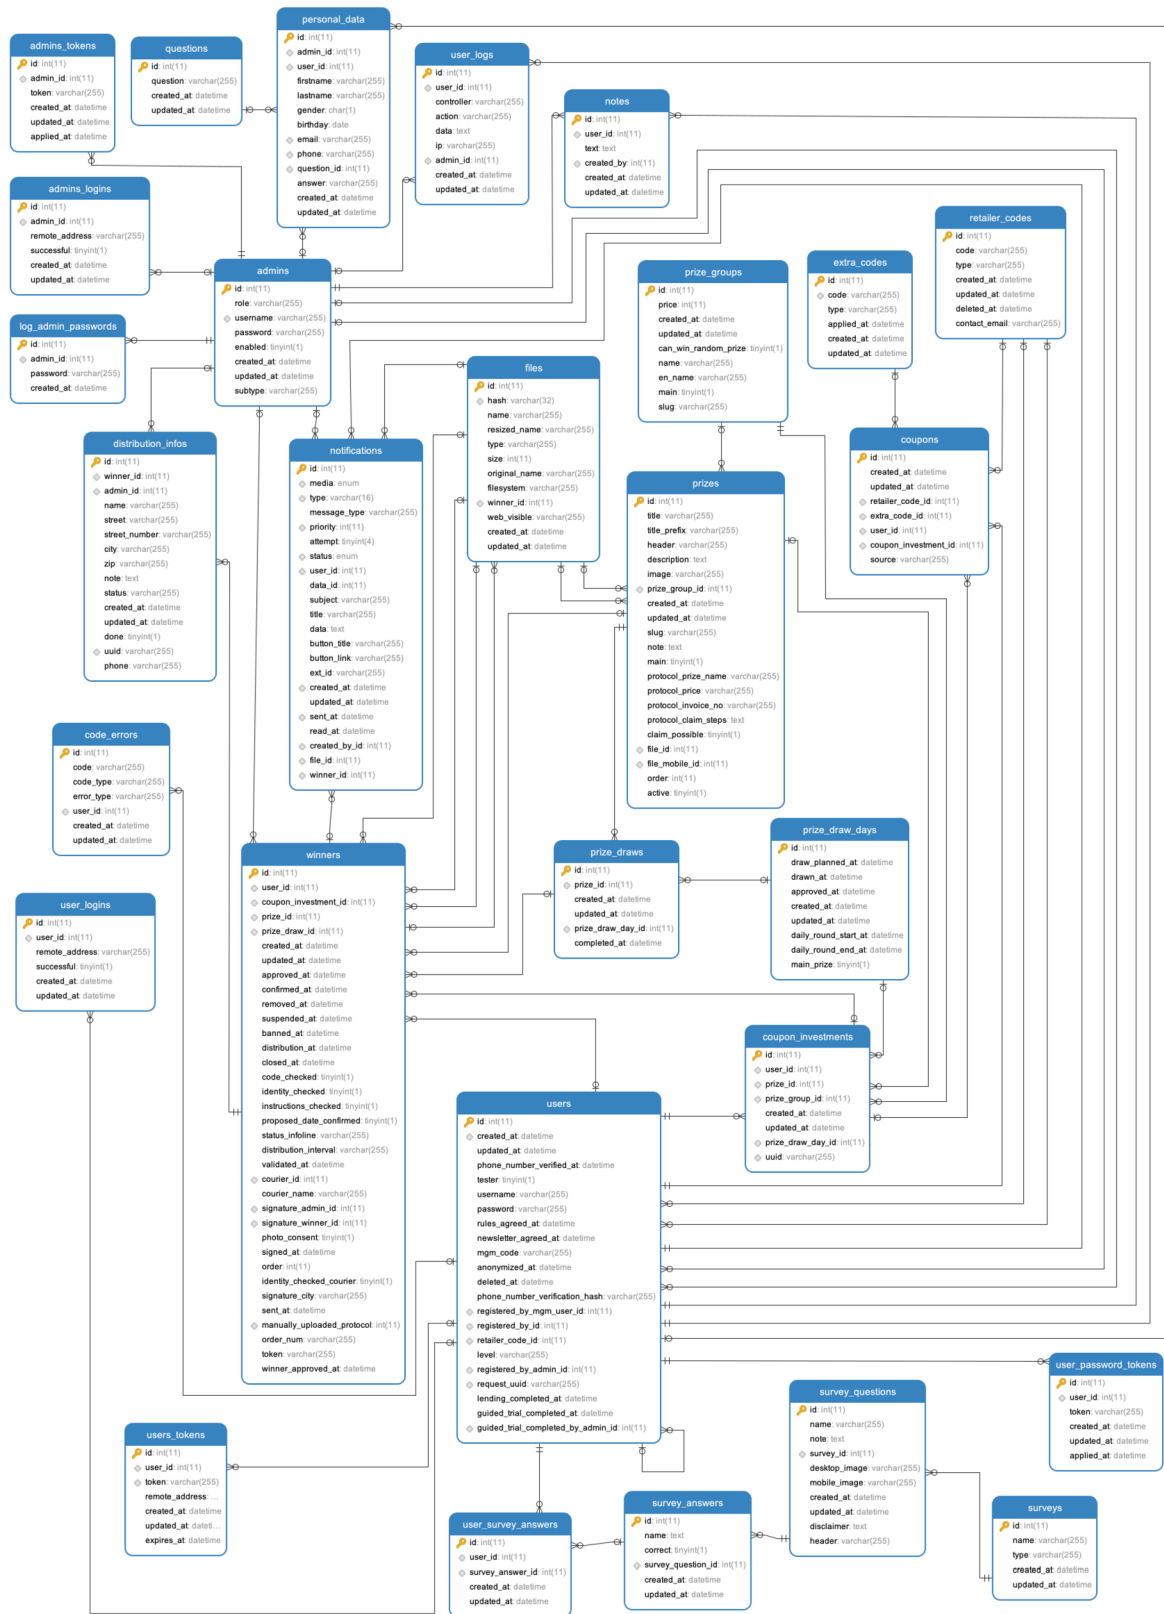 personal_data
id: int(11)
admin_id: int(11)
user_id: int(11)
firstname: varchar(255)
lastname: varchar(255)
gender: char(1)
birthday: date
email: varchar(255)
phone: varchar(255)
question_id: int(11)
answer: varchar(255)
created_at: datetime
updated_at: datetime
admins_tokens
id: int(11)
admin_id: int(11)
token: varchar(255)
created_at: datetime
updated_at: datetime
applied_at: datetime
questions
id: int(11)
question: varchar(255)
created_at: datetime
updated_at: datetime
user_logs
id: int(11)
user_id: int(11)
controller: varchar(255)
action: varchar(255)
data: text
ip: varchar(255)
admin_id: int(11)
created_at: datetime
updated_at: datetime
notes
id: int(11)
user_id: int(11)
text: text
created_by: int(11)
created_at: datetime
updated_at: datetime
admins_logins
id: int(11)
admin_id: int(11)
remote_address: varchar(255)
successful: tinyint(1)
created_at: datetime
updated_at: datetime
retailer_codes
id: int(11)
code: varchar(255)
type: varchar(255)
created_at: datetime
updated_at: datetime
deleted_at: datetime
contact_email: varchar(255)
extra_codes
id: int(11)
code: varchar(255)
type: varchar(255)
applied_at: datetime
created_at: datetime
updated_at: datetime
admins
id: int(11)
role: varchar(255)
username: varchar(255)
password: varchar(255)
enabled: tinyint(1)
created_at: datetime
updated_at: datetime
subtype: varchar(255)
prize_groups
id: int(11)
price: int(11)
created_at: datetime
updated_at: datetime
can_win_random_prize: tinyint(1)
name: varchar(255)
en_name: varchar(255)
main: tinyint(1)
slug: varchar(255)
log_admin_passwords
id: int(11)
admin_id: int(11)
password: varchar(255)
created_at: datetime
files
id: int(11)
hash: varchar(32)
name: varchar(255)
resized_name: varchar(255)
type: varchar(255)
size: int(11)
original_name: varchar(255)
filesystem: varchar(255)
winner_id: int(11)
web_visible: varchar(255)
created_at: datetime
updated_at: datetime
coupons
id: int(11)
created_at: datetime
updated_at: datetime
retailer_code_id: int(11)
extra_code_id: int(11)
user_id: int(11)
coupon_investment_id: int(11)
source: varchar(255)
distribution_infos
id: int(11)
winner_id: int(11)
admin_id: int(11)
name: varchar(255)
street: varchar(255)
street_number: varchar(255)
city: varchar(255)
zip: varchar(255)
note: text
status: varchar(255)
created_at: datetime
updated_at: datetime
done: tinyint(1)
uuid: varchar(255)
phone: varchar(255)
notifications
id: int(11)
media: enum
type: varchar(16)
message_type: varchar(255)
priority: int(11)
attempt: tinyint(4)
status: enum
user_id: int(11)
data_id: int(11)
subject: varchar(255)
title: varchar(255)
data: text
button_title: varchar(255)
button_link: varchar(255)
ext_id: varchar(255)
created_at: datetime
updated_at: datetime
sent_at: datetime
read_at: datetime
created_by_id: int(11)
file_id: int(11)
winner_id: int(11)
prizes
id: int(11)
title: varchar(255)
title_prefix: varchar(255)
header: varchar(255)
description: text
image: varchar(255)
prize_group_id: int(11)
created_at: datetime
updated_at: datetime
slug: varchar(255)
note: text
main: tinyint(1)
protocol_prize_name: varchar(255)
protocol_price: varchar(255)
protocol_invoice_no: varchar(255)
protocol_claim_steps: text
claim_possible: tinyint(1)
file_id: int(11)
file_mobile_id: int(11)
order: int(11)
active: tinyint(1)
code_errors
id: int(11)
code: varchar(255)
code_type: varchar(255)
error_type: varchar(255)
user_id: int(11)
created_at: datetime
updated_at: datetime
prize_draw_days
id: int(11)
draw_planned_at: datetime
drawn_at: datetime
approved_at: datetime
created_at: datetime
updated_at: datetime
daily_round_start_at: datetime
daily_round_end_at: datetime
main_prize: tinyint(1)
prize_draws
id: int(11)
prize_id: int(11)
created_at: datetime
updated_at: datetime
prize_draw_day_id: int(11)
completed_at: datetime
winners
id: int(11)
user_id: int(11)
coupon_investment_id: int(11)
prize_id: int(11)
prize_draw_id: int(11)
created_at: datetime
updated_at: datetime
approved_at: datetime
confirmed_at: datetime
removed_at: datetime
suspended_at: datetime
banned_at: datetime
distribution_at: datetime
closed_at: datetime
code_checked: tinyint(1)
identity_checked: tinyint(1)
instructions_checked: tinyint(1)
proposed_date_confirmed: tinyint(1)
status_infoline: varchar(255)
distribution_interval: varchar(255)
validated_at: datetime
courier_id: int(11)
courier_name: varchar(255)
signature_admin_id: int(11)
signature_winner_id: int(11)
photo_consent: tinyint(1)
signed_at: datetime
order: int(11)
identity_checked_courier: tinyint(1)
signature_city: varchar(255)
sent_at: datetime
manually_uploaded_protocol: int(11)
order_num: varchar(255)
token: varchar(255)
winner_approved_at: datetime
user_logins
id: int(11)
user_id: int(11)
remote_address: varchar(255)
successful: tinyint(1)
created_at: datetime
updated_at: datetime
coupon_investments
id: int(11)
user_id: int(11)
prize_id: int(11)
prize_group_id: int(11)
created_at: datetime
updated_at: datetime
prize_draw_day_id: int(11)
uuid: varchar(255)
users
id: int(11)
created_at: datetime
updated_at: datetime
phone_number_verified_at: datetime
tester: tinyint(1)
username: varchar(255)
password: varchar(255)
rules_agreed_at: datetime
newsletter_agreed_at: datetime
mgm_code: varchar(255)
anonymized_at: datetime
deleted_at: datetime
phone_number_verification_hash: varchar(255)
registered_by_mgm_user_id: int(11)
registered_by_id: int(11)
retailer_code_id: int(11)
level: varchar(255)
registered_by_admin_id: int(11)
request_uuid: varchar(255)
lending_completed_at: datetime
guided_trial_completed_at: datetime
guided_trial_completed_by_admin_id: int(11)
user_password_tokens
id: int(11)
user_id: int(11)
token: varchar(255)
created_at: datetime
updated_at: datetime
applied_at: datetime
survey_questions
id: int(11)
name: varchar(255)
note: text
survey_id: int(11)
desktop_image: varchar(255)
mobile_image: varchar(255)
created_at: datetime
updated_at: datetime
disclaimer: text
header: varchar(255)
users_tokens
id: int(11)
user_id: int(11)
token: varchar(255)
remote_address: ...
created_at: datetime
updated_at: dateti...
expires_at: datetime
survey_answers
id: int(11)
name: text
correct: tinyint(1)
survey_question_id: int(11)
created_at: datetime
updated_at: datetime
surveys
id: int(11)
name: varchar(255)
type: varchar(255)
created_at: datetime
updated_at: datetime
user_survey_answers
id: int(11)
user_id: int(11)
survey_answer_id: int(11)
created_at: datetime
updated_at: datetime